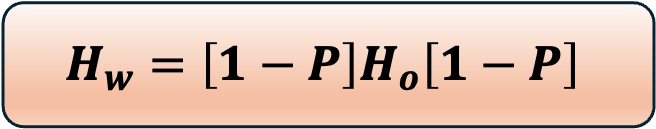 H_w = [1 − P]H_o[1 − P]